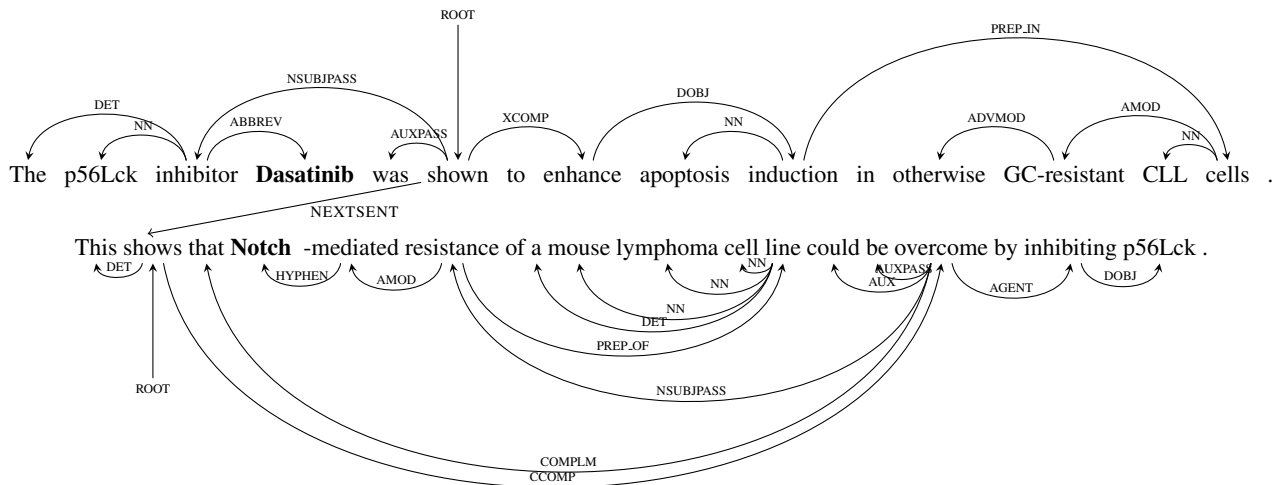 ROOT
PREP_IN
NSUBJPASS
DOBJ
DET
AMOD
NN
ABBREV
AUXPASS
XCOMP
NN
ADVMOD
NN
The p56Lck inhibitor Dasatinib was shown to enhance apoptosis induction in otherwise GC-resistant CLL cells .
NEXTSENT
This shows that Notch -mediated resistance of a mouse lymphoma cell line could be overcome by inhibiting p56Lck .
DET
HYPHEN
AMOD
NN
NN
NN
DET
PREP_OF
AUXPASS
AUX
AGENT
DOBJ
ROOT
NSUBJPASS
COMPLM
CCOMP